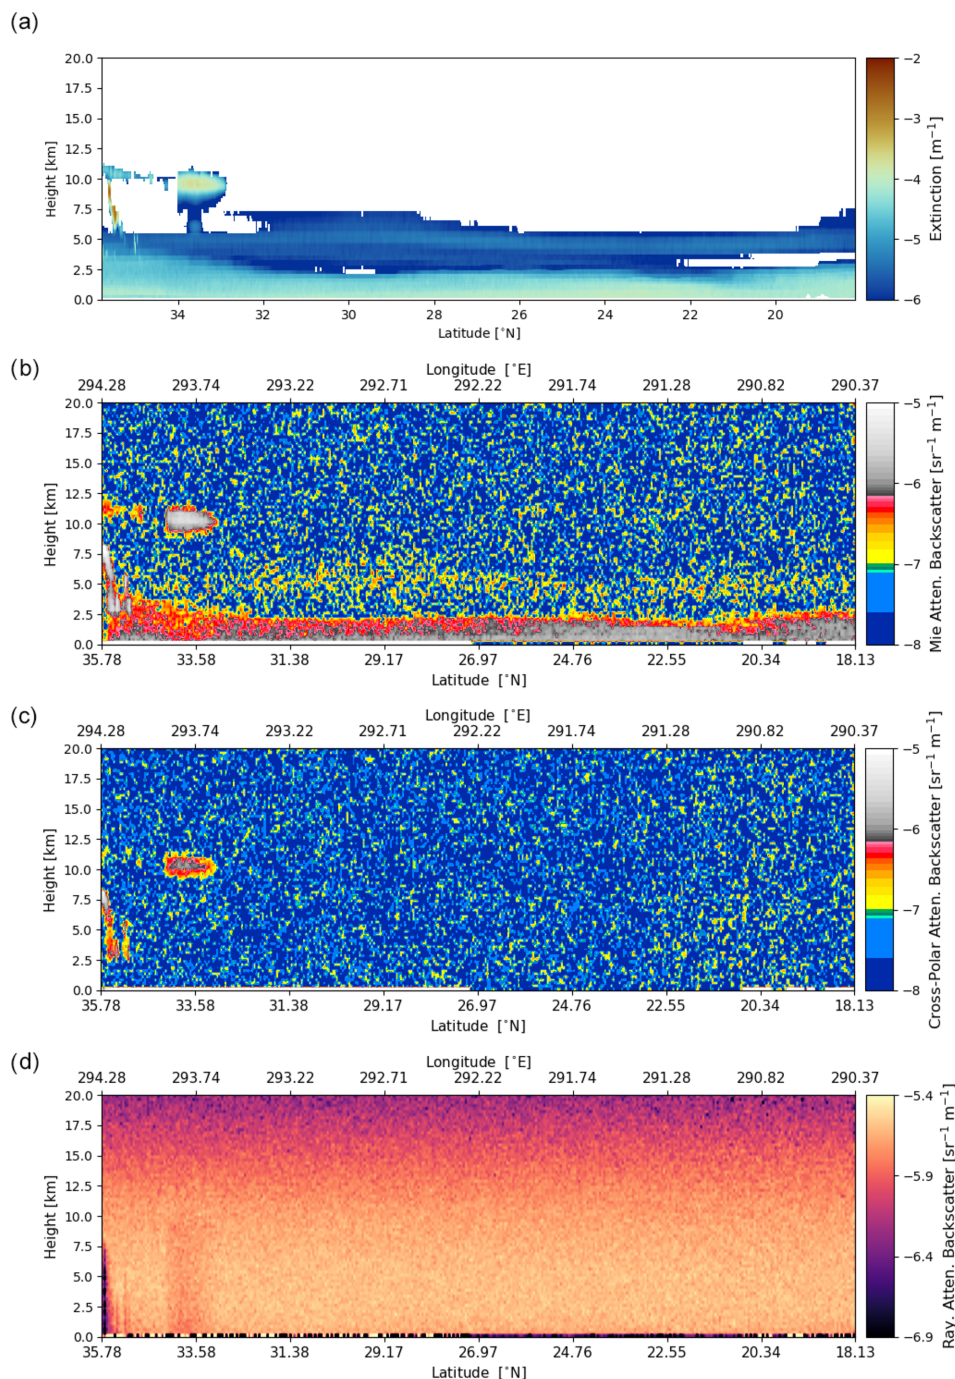 (a)
20.0
17.5
15.0
12.5
10.0
7.5
5.0
2.5
0.0
Height [km]
34 32 30 28 26 24 22 20
Latitude [°N]
−2
−3
−4
−5
−6
Extinction [m⁻¹]
(b)
Longitude [°E]
294.28 293.74 293.22 292.71 292.22 291.74 291.28 290.82 290.37
20.0
17.5
15.0
12.5
10.0
7.5
5.0
2.5
0.0
Height [km]
35.78 33.58 31.38 29.17 26.97 24.76 22.55 20.34 18.13
Latitude [°N]
−5
−6
−7
−8
Mie Atten. Backscatter [sr⁻¹ m⁻¹]
(c)
Longitude [°E]
294.28 293.74 293.22 292.71 292.22 291.74 291.28 290.82 290.37
20.0
17.5
15.0
12.5
10.0
7.5
5.0
2.5
0.0
Height [km]
35.78 33.58 31.38 29.17 26.97 24.76 22.55 20.34 18.13
Latitude [°N]
−5
−6
−7
−8
Cross-Polar Atten. Backscatter [sr⁻¹ m⁻¹]
(d)
Longitude [°E]
294.28 293.74 293.22 292.71 292.22 291.74 291.28 290.82 290.37
20.0
17.5
15.0
12.5
10.0
7.5
5.0
2.5
0.0
Height [km]
35.78 33.58 31.38 29.17 26.97 24.76 22.55 20.34 18.13
Latitude [°N]
−5.4
−5.9
−6.4
−6.9
Ray. Atten. Backscatter [sr⁻¹ m⁻¹]